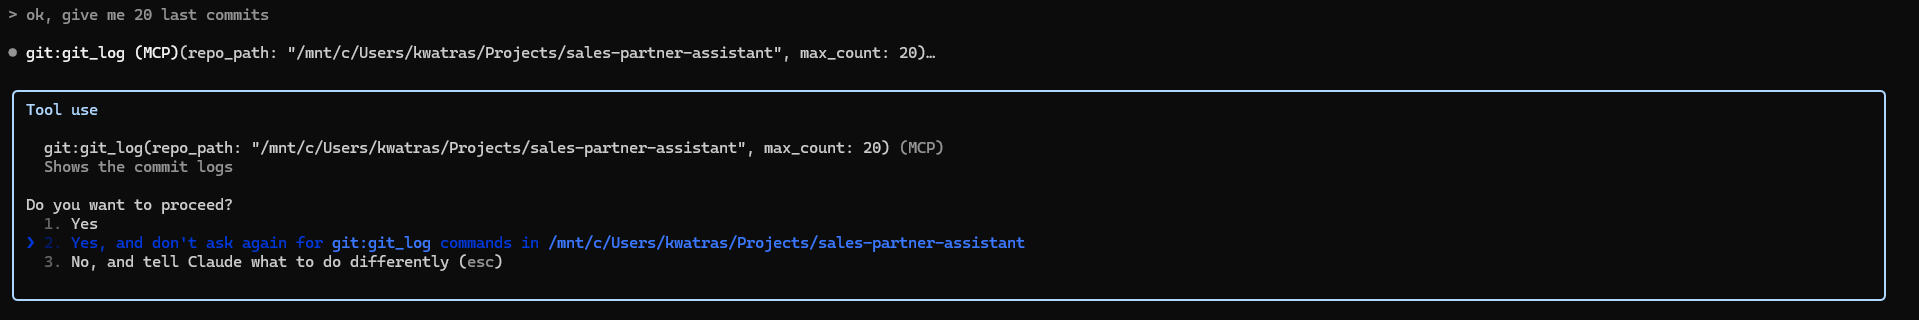 > ok, give me 20 last commits
● git:git_log (MCP)(repo_path: "/mnt/c/Users/kwatras/Projects/sales-partner-assistant", max_count: 20)…
Tool use
git:git_log(repo_path: "/mnt/c/Users/kwatras/Projects/sales-partner-assistant", max_count: 20) (MCP)
Shows the commit logs
Do you want to proceed?
1. Yes
❯ 2. Yes, and don't ask again for git:git_log commands in /mnt/c/Users/kwatras/Projects/sales-partner-assistant
3. No, and tell Claude what to do differently (esc)